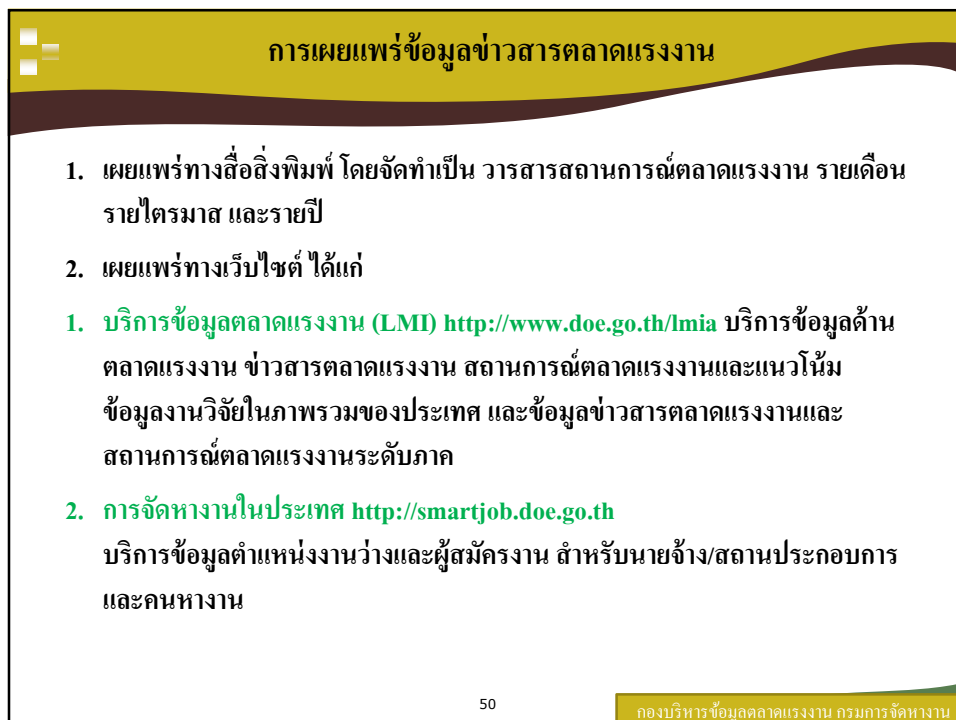 การเผยแพร่ข้อมูลข่าวสารตลาดแรงงาน
1. เผยแพร่ทางสื่อสิ่งพิมพ์ โดยจัดทำเป็น วารสารสถานการณ์ตลาดแรงงาน รายเดือน
รายไตรมาส และรายปี
2. เผยแพร่ทางเว็บไซต์ ได้แก่
1. บริการข้อมูลตลาดแรงงาน (LMI) http://www.doe.go.th/lmia บริการข้อมูลด้าน
ตลาดแรงงาน ข่าวสารตลาดแรงงาน สถานการณ์ตลาดแรงงานและแนวโน้ม
ข้อมูลงานวิจัยในภาพรวมของประเทศ และข้อมูลข่าวสารตลาดแรงงานและ
สถานการณ์ตลาดแรงงานระดับภาค
2. การจัดหางานในประเทศ http://smartjob.doe.go.th
บริการข้อมูลตำแหน่งงานว่างและผู้สมัครงาน สำหรับนายจ้าง/สถานประกอบการ
และคนหางาน
50
กองบริหารข้อมูลตลาดแรงงาน กรมการจัดหางาน